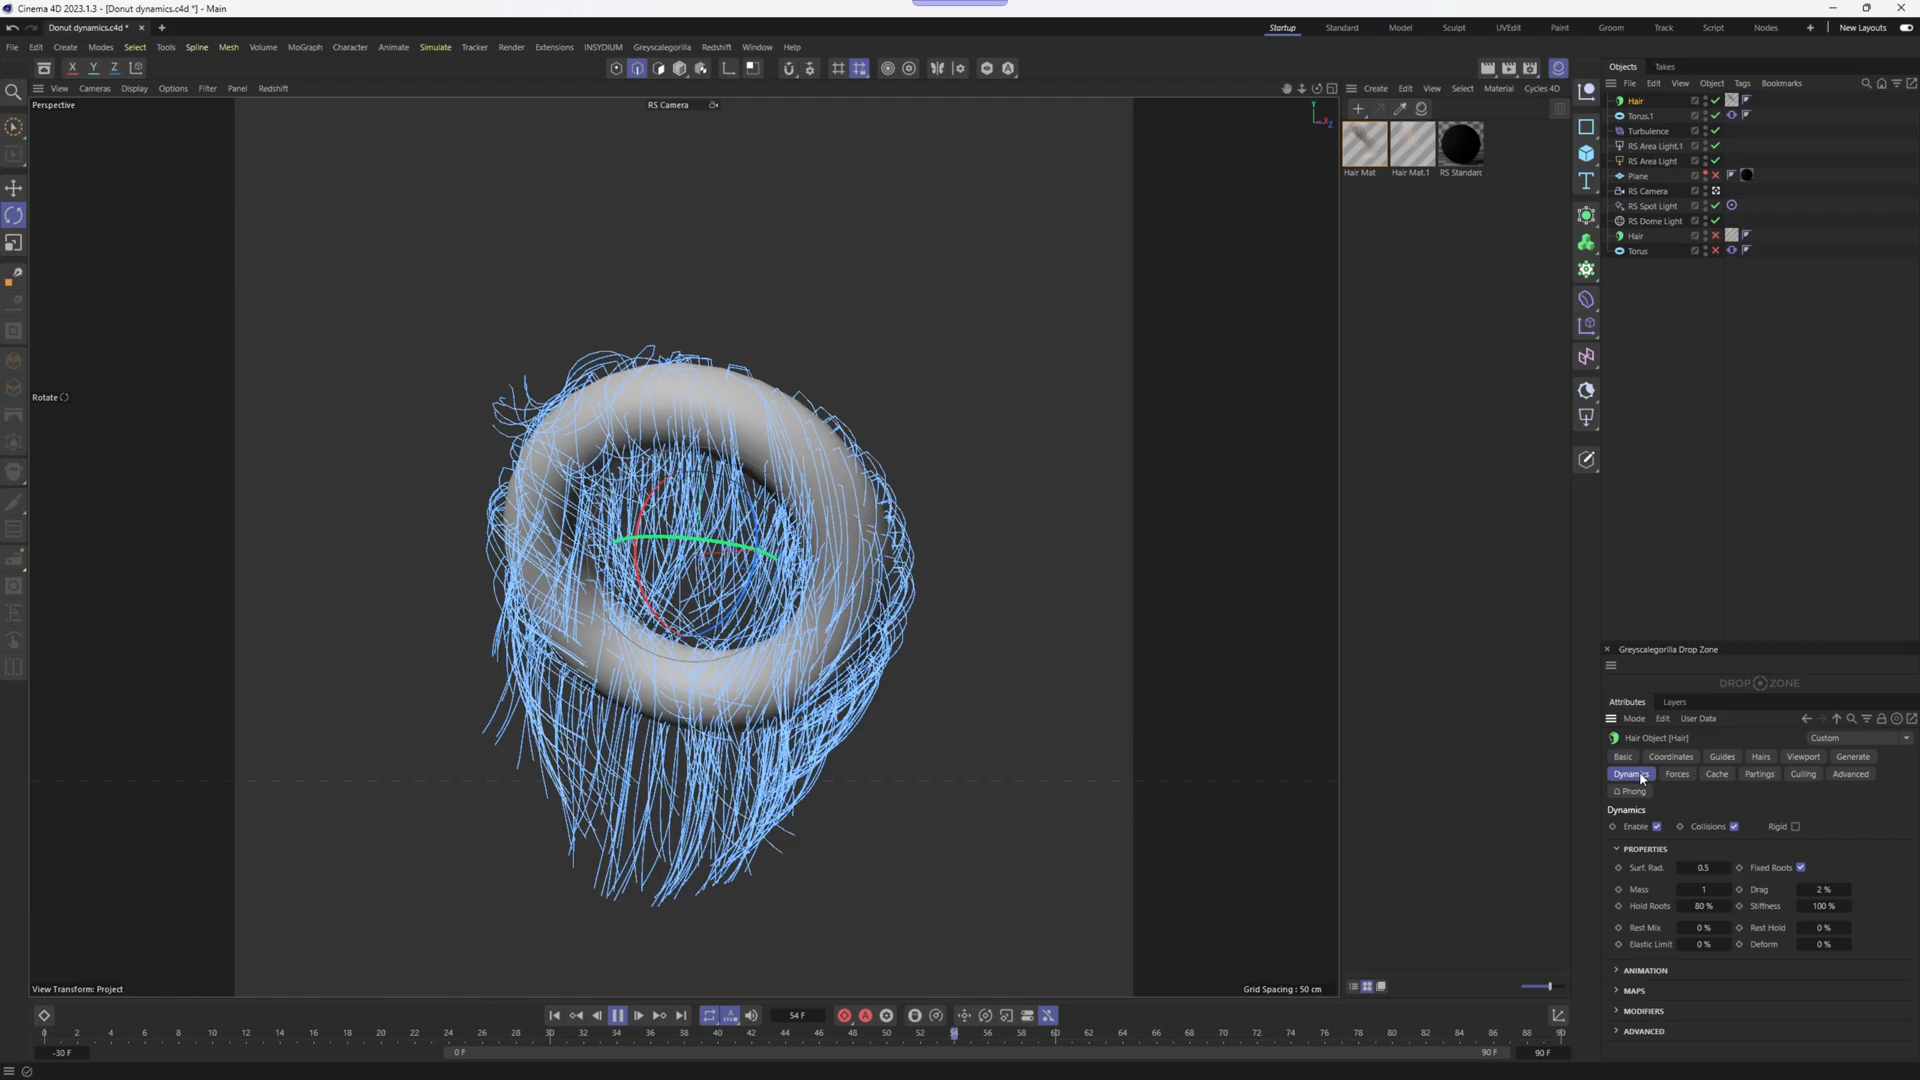 Cinema 4D 2023.1.3 - [Donut dynamics.c4d *] - Main
Donut dynamics.c4d *
Startup Standard Model Sculpt UVEdit Paint Groom Track Script Nodes New Layouts
File Edit Create Modes Select Tools Spline Mesh Volume MoGraph Character Animate Simulate Tracker Render Extensions INSYDIUM Greyscalegorilla Redshift Window Help
X Y Z
View Cameras Display Options Filter Panel Redshift
Perspective
RS Camera
Y
X
Z
Rotate
View Transform: Project
Grid Spacing : 50 cm
Create Edit View Select Material Cycles 4D
Hair Mat Hair Mat.1 RS Standard
Objects Takes
File Edit View Object Tags Bookmarks
Hair
Torus.1
Turbulence
RS Area Light.1
RS Area Light
Plane
RS Camera
RS Spot Light
RS Dome Light
Hair
Torus
Greyscalegorilla Drop Zone
DROP ZONE
Attributes Layers
Mode Edit User Data
Hair Object [Hair] Custom
Basic Coordinates Guides Hairs Viewport Generate
Dynamics Forces Cache Partings Culling Advanced
Phong
Dynamics
Enable Collisions Rigid
PROPERTIES
Surf. Rad. 0.5 Fixed Roots
Mass 1 Drag 2 %
Hold Roots 80 % Stiffness 100 %
Rest Mix 0 % Rest Hold 0 %
Elastic Limit 0 % Deform 0 %
ANIMATION
MAPS
MODIFIERS
ADVANCED
54 F
0 2 4 6 8 10 12 14 16 18 20 22 24 26 28 30 32 34 36 38 40 42 44 46 48 50 52 54 56 58 60 62 64 66 68 70 72 74 76 78 80 82 84 86 88 90
-30 F 0 F 90 F 90 F